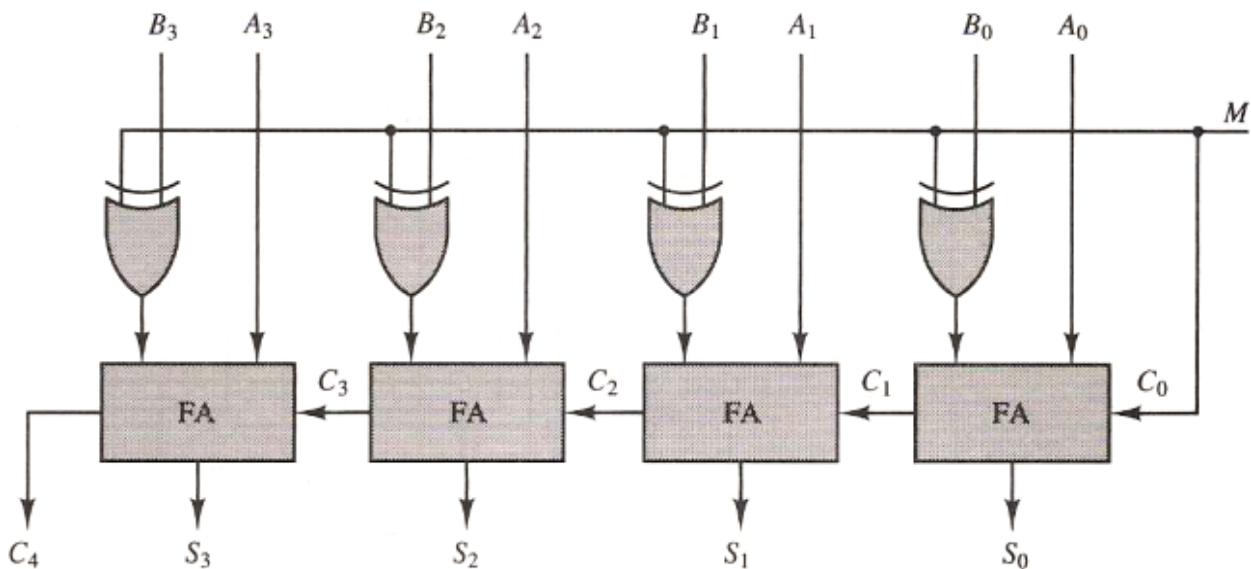 B₃ A₃ B₂ A₂ B₁ A₁ B₀ A₀
M
C₃ C₂ C₁ C₀
FA FA FA FA
C₄ S₃ S₂ S₁ S₀